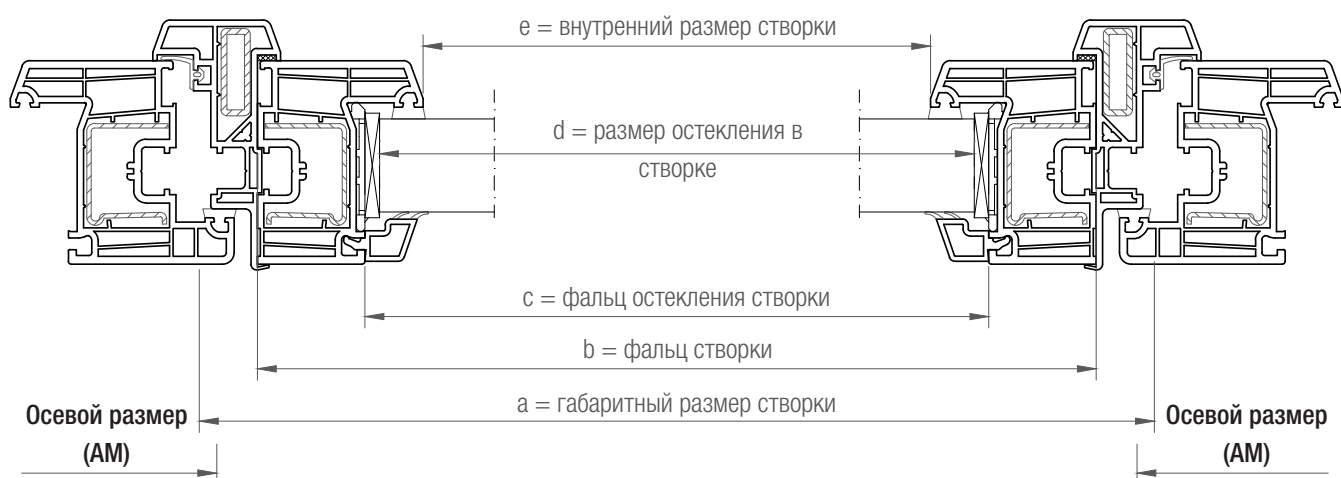 e = внутренний размер створки
d = размер остекления в
створке
c = фальц остекления створки
b = фальц створки
a = габаритный размер створки
Осевой размер
(AM)
Осевой размер
(AM)